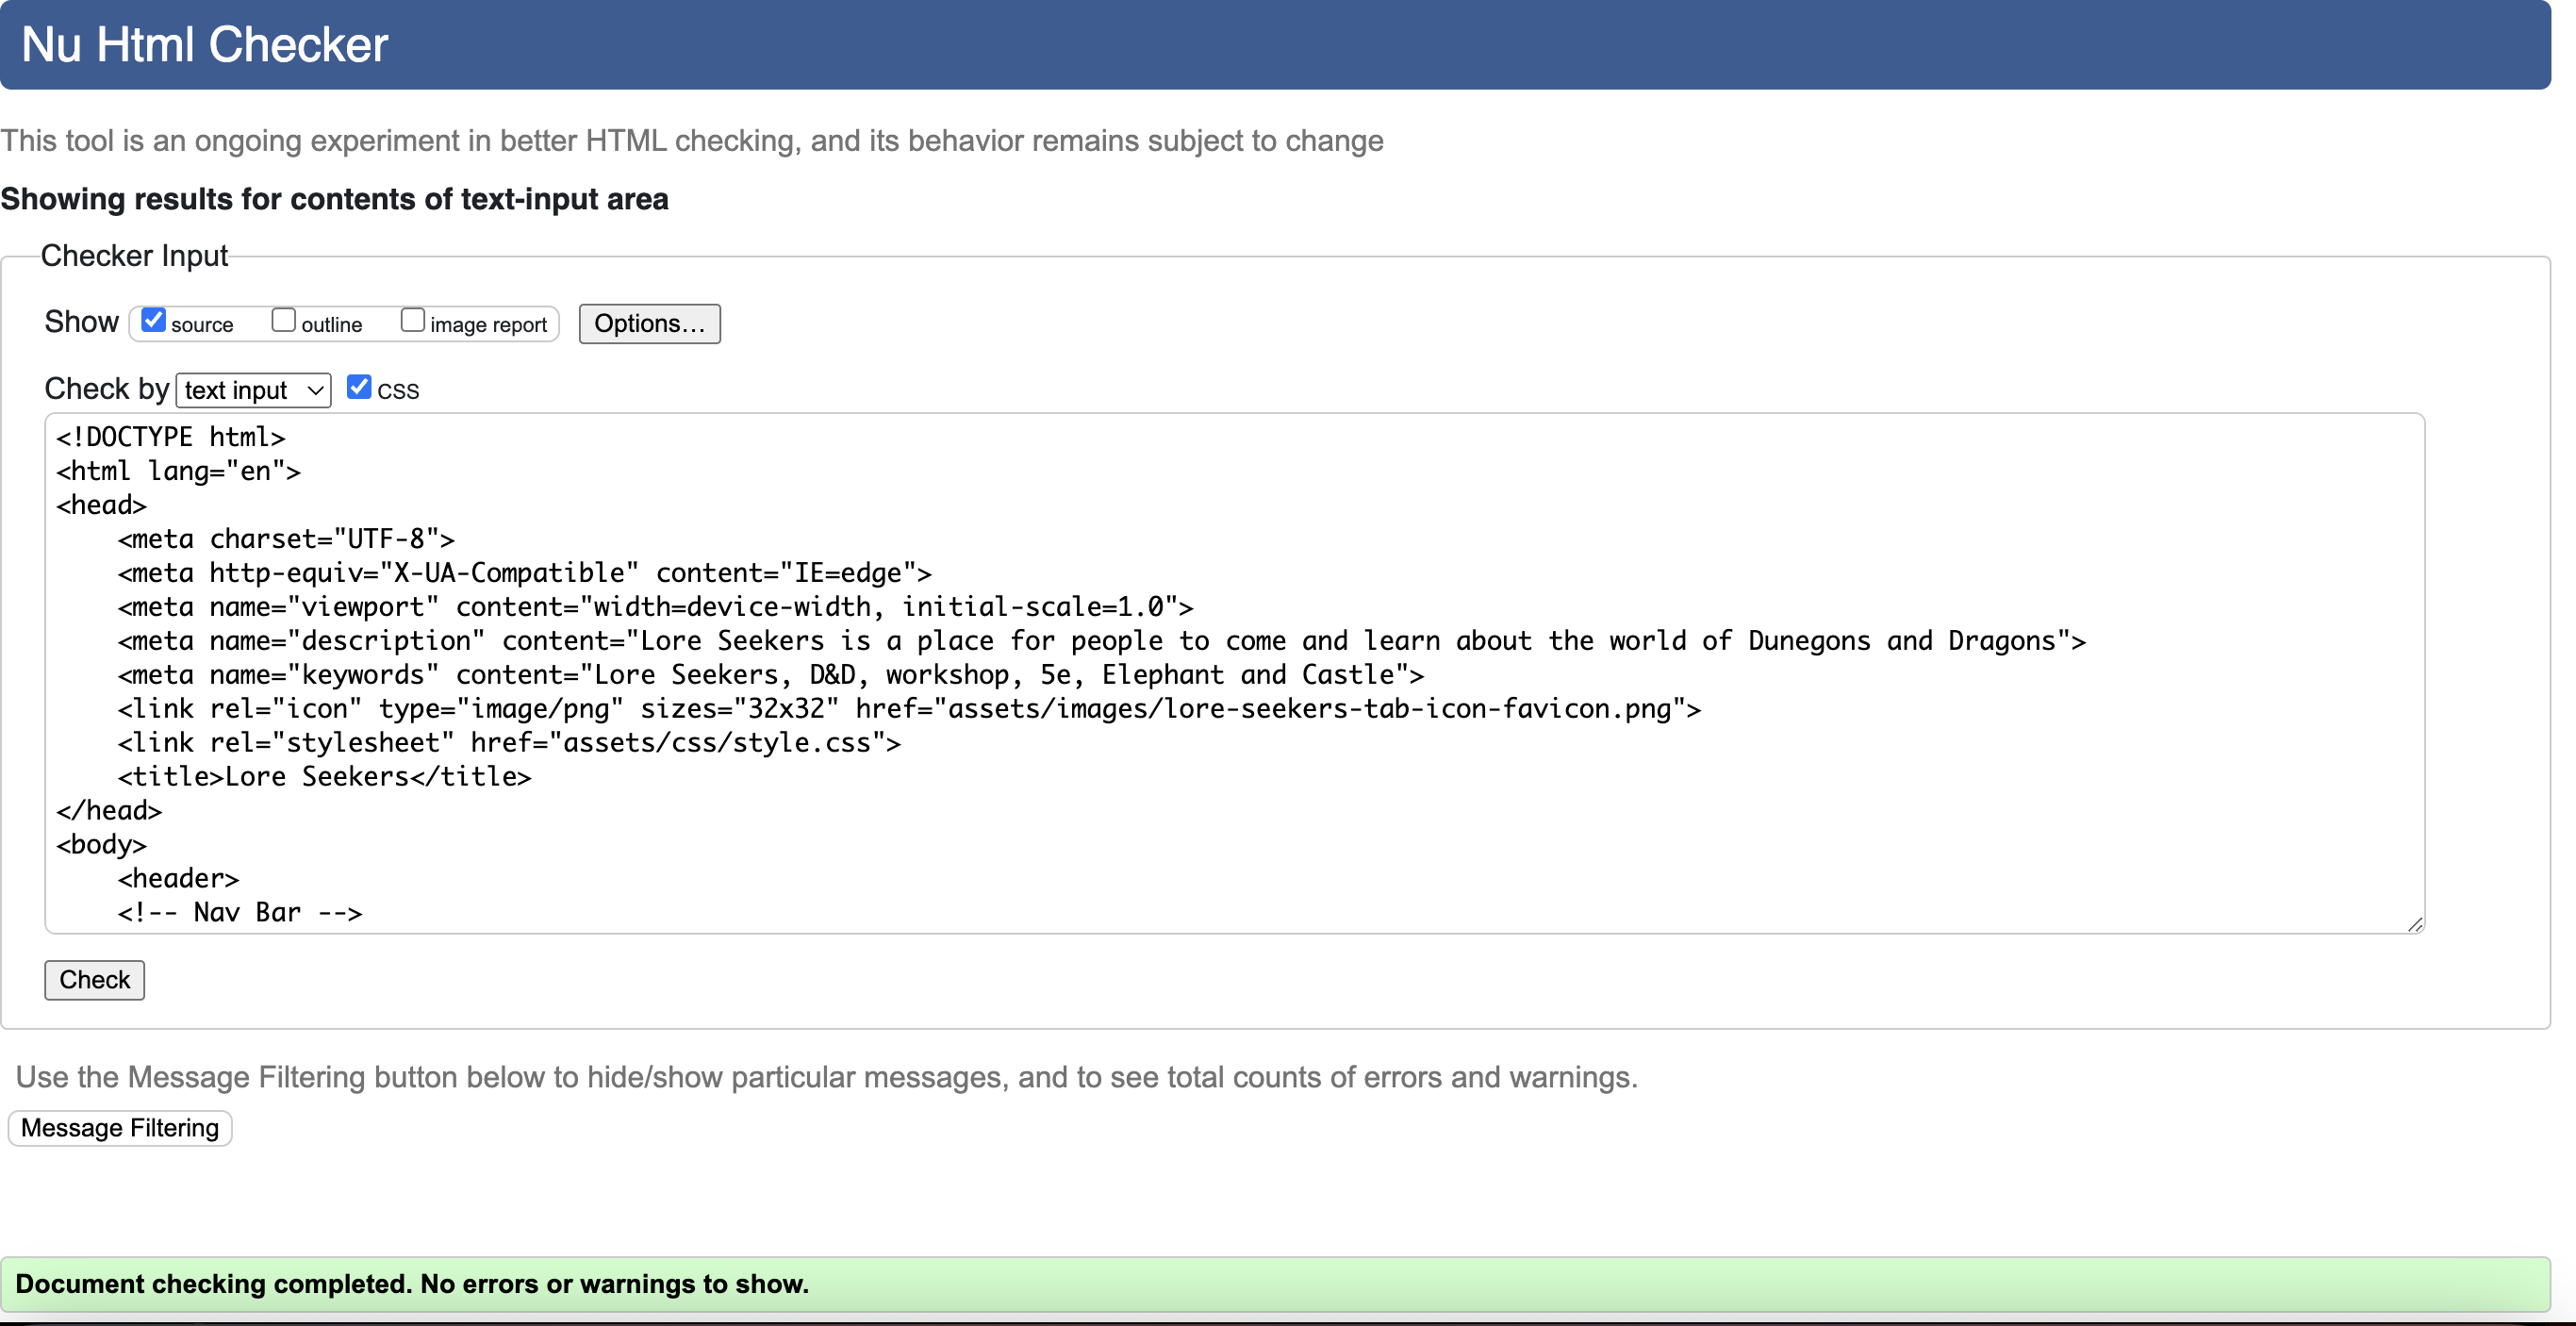 Nu Html Checker
This tool is an ongoing experiment in better HTML checking, and its behavior remains subject to change
Showing results for contents of text-input area
Checker Input
Show source outline image report Options...
Check by text input CSS
<!DOCTYPE html>
<html lang="en">
<head>
    <meta charset="UTF-8">
    <meta http-equiv="X-UA-Compatible" content="IE=edge">
    <meta name="viewport" content="width=device-width, initial-scale=1.0">
    <meta name="description" content="Lore Seekers is a place for people to come and learn about the world of Dunegons and Dragons">
    <meta name="keywords" content="Lore Seekers, D&D, workshop, 5e, Elephant and Castle">
    <link rel="icon" type="image/png" sizes="32x32" href="assets/images/lore-seekers-tab-icon-favicon.png">
    <link rel="stylesheet" href="assets/css/style.css">
    <title>Lore Seekers</title>
</head>
<body>
    <header>
    <!-- Nav Bar -->
Check
Use the Message Filtering button below to hide/show particular messages, and to see total counts of errors and warnings.
Message Filtering
Document checking completed. No errors or warnings to show.